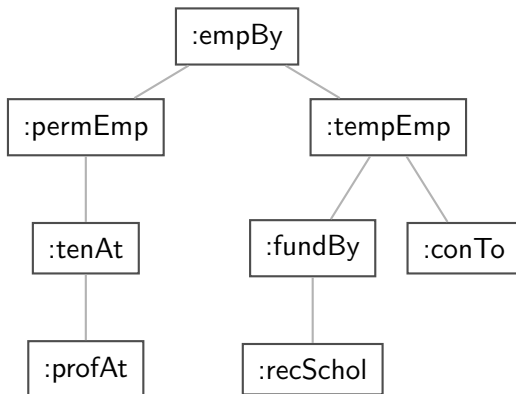 :empBy
:permEmp
:tempEmp
:tenAt
:fundBy
:conTo
:profAt
:recSchol